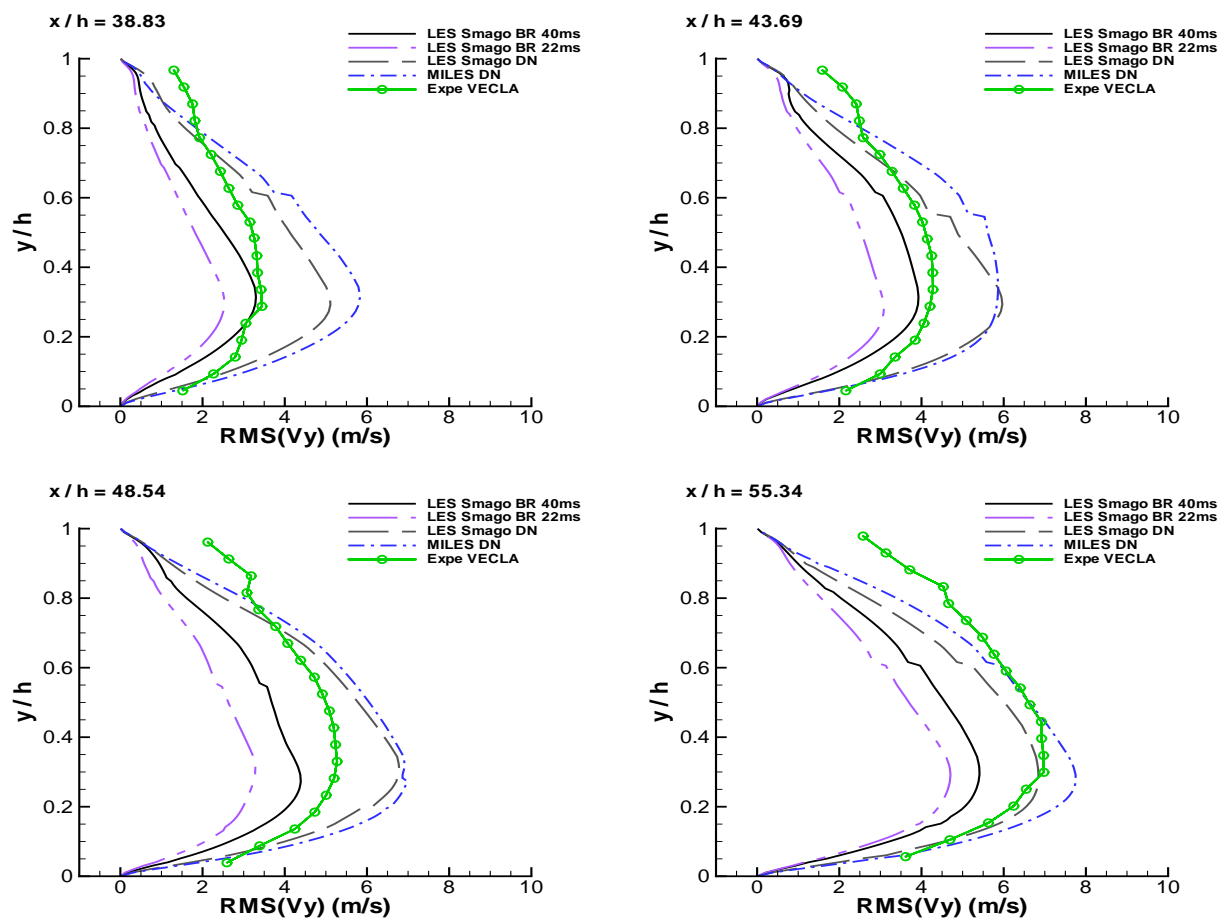 x / h = 38.83
LES Smago BR 40ms
LES Smago BR 22ms
LES Smago DN
MILES DN
Expe VECLA
1
0.8
0.6
0.4
0.2
0
y / h
0 2 4 6 8 10
RMS(Vy) (m/s)
x / h = 43.69
LES Smago BR 40ms
LES Smago BR 22ms
LES Smago DN
MILES DN
Expe VECLA
1
0.8
0.6
0.4
0.2
0
y / h
0 2 4 6 8 10
RMS(Vy) (m/s)
x / h = 48.54
LES Smago BR 40ms
LES Smago BR 22ms
LES Smago DN
MILES DN
Expe VECLA
1
0.8
0.6
0.4
0.2
0
y / h
0 2 4 6 8 10
RMS(Vy) (m/s)
x / h = 55.34
LES Smago BR 40ms
LES Smago BR 22ms
LES Smago DN
MILES DN
Expe VECLA
1
0.8
0.6
0.4
0.2
0
y / h
0 2 4 6 8 10
RMS(Vy) (m/s)